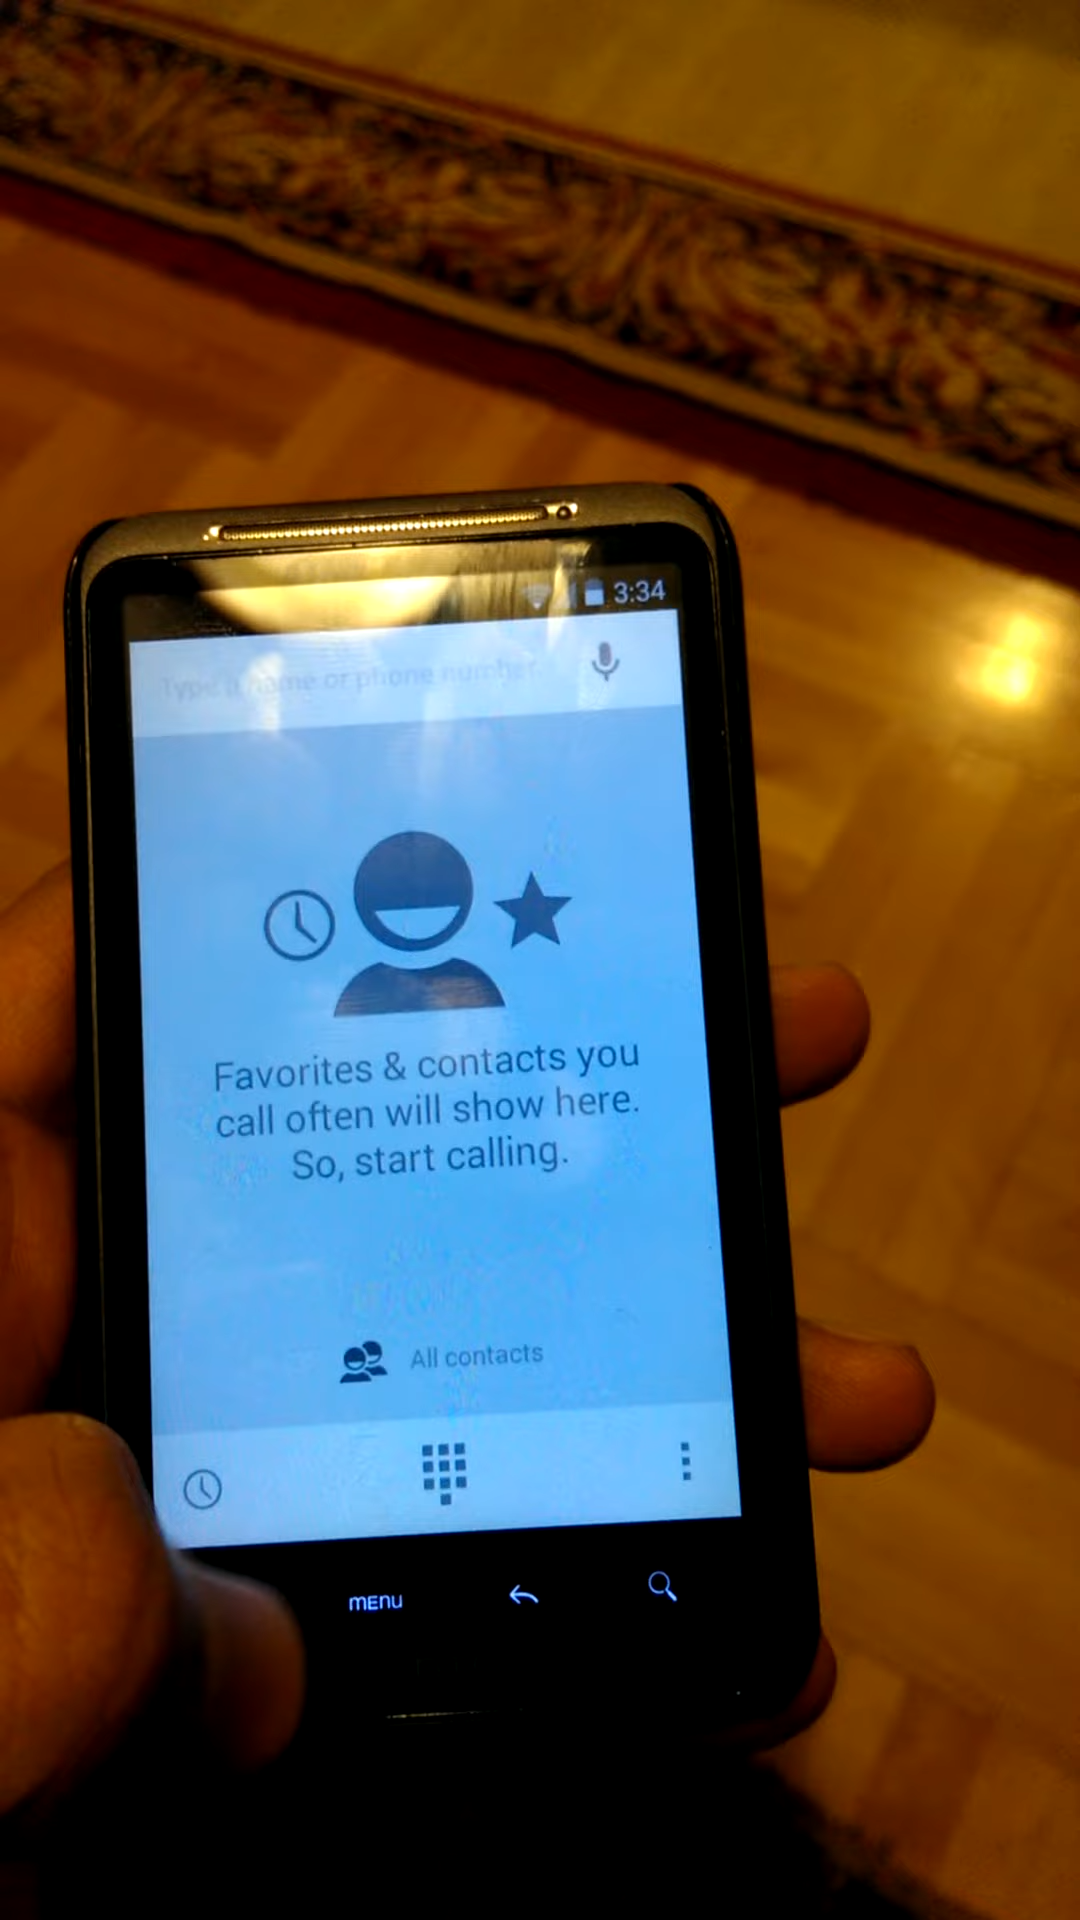 3:34
Type a name or phone number
Favorites & contacts you
call often will show here.
So, start calling.
All contacts
menu